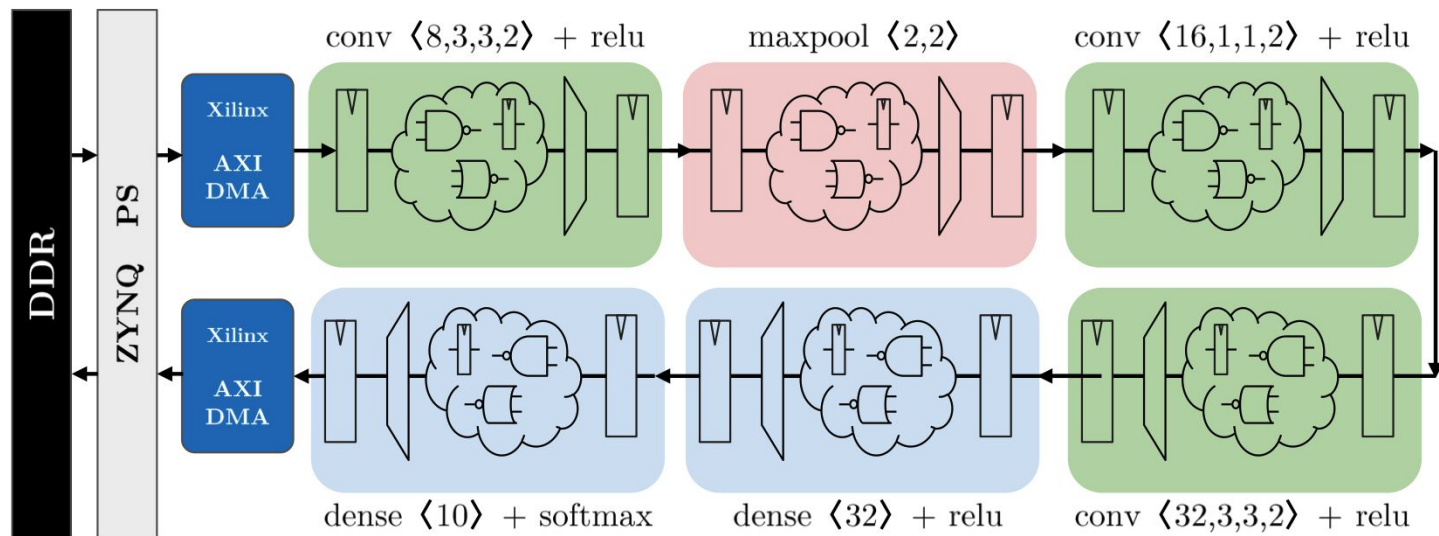 conv ⟨8,3,3,2⟩ + relu
maxpool ⟨2,2⟩
conv ⟨16,1,1,2⟩ + relu
DDR
ZYNQ PS
Xilinx
AXI
DMA
Xilinx
AXI
DMA
dense ⟨10⟩ + softmax
dense ⟨32⟩ + relu
conv ⟨32,3,3,2⟩ + relu